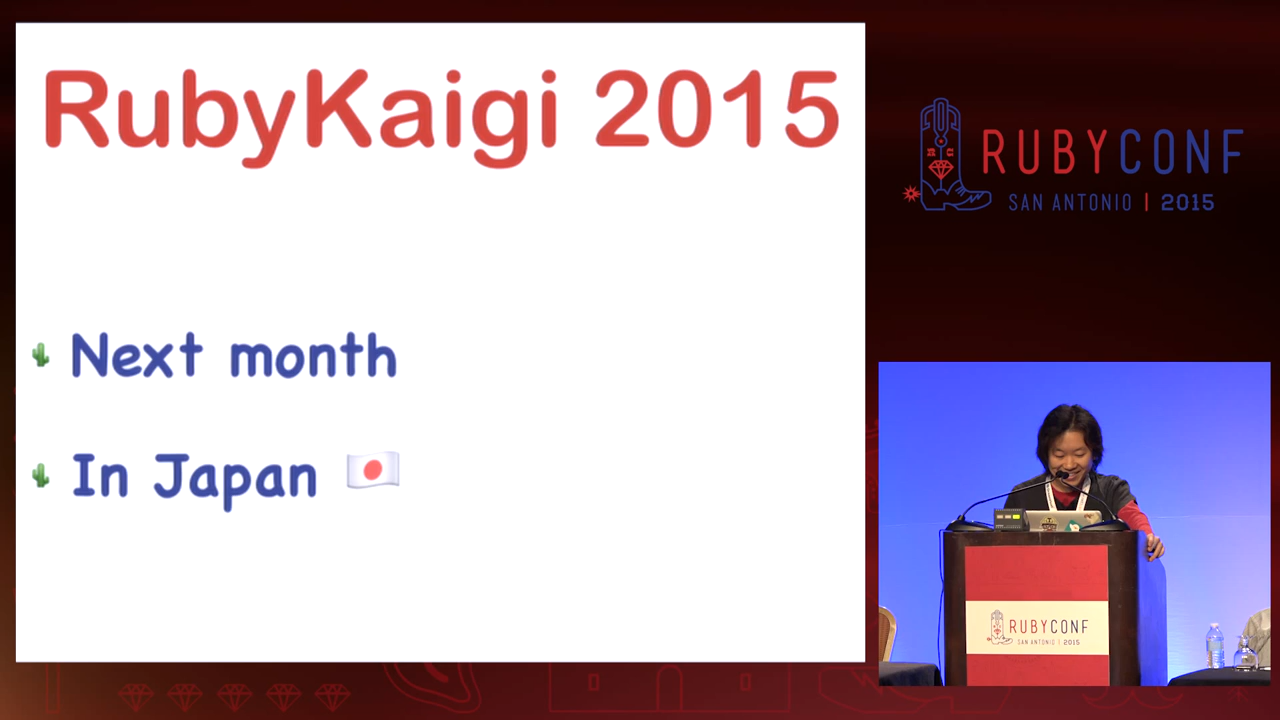 RubyKaigi 2015
Next month
In Japan
RUBYCONF
SAN ANTONIO | 2015
RUBYCONF
SAN ANTONIO | 2015